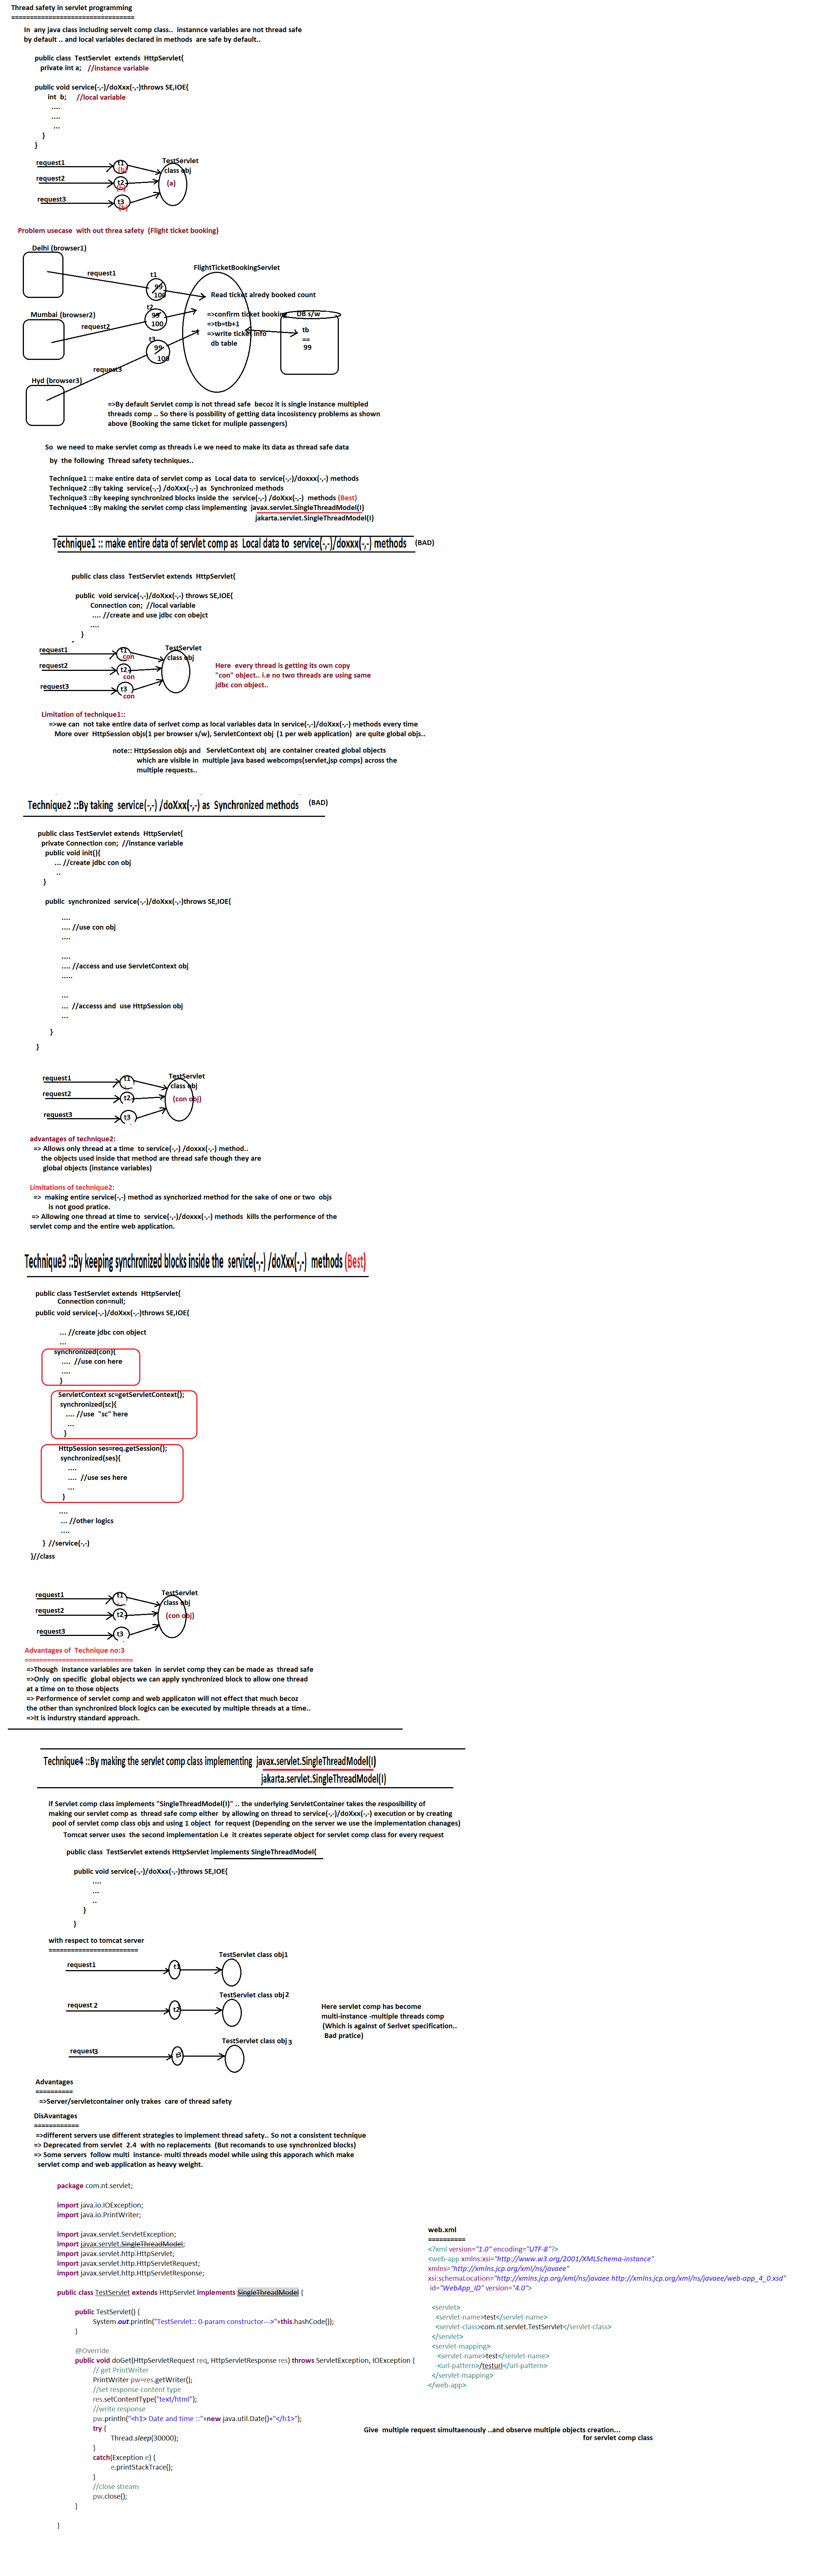 Thread safety in servlet programming
=================================
In any java class including servelt comp class.. instannce variables are not thread safe
by default .. and local variables declared in methods are safe by default..
public class TestServlet extends HttpServlet{
private int a; //instance variable
public void service(-,-)/doXxx(-,-)throws SE,IOE{
int b; //local variable
....
....
...
}
}
request1
t1
(b)
TestServlet
class obj
request2
t2
(b)
(a)
request3
t3
(b)
Problem usecase with out threa safety (Flight ticket booking)
Delhi (browser1)
request1
t1
99
100
FlightTicketBookingServlet
Read ticket alredy booked count
Mumbai (browser2)
request2
t2
99
100
=>confirm ticket booking
=>tb=tb+1
=>write ticket info
db table
DB s/w
tb
==
99
t3
99
100
request3
Hyd (browser3)
=>By default Servlet comp is not thread safe becoz it is single instance multipled
threads comp .. So there is possbility of getting data incosistency problems as shown
above (Booking the same ticket for muliple passengers)
So we need to make servlet comp as threads i.e we need to make its data as thread safe data
by the following Thread safety techniques..
Technique1 :: make entire data of servlet comp as Local data to service(-,-)/doxxx(-,-) methods
Technique2 ::By taking service(-,-) /doXxx(-,-) as Synchronized methods
Technique3 ::By keeping synchronized blocks inside the service(-,-) /doXxx(-,-) methods (Best)
Technique4 ::By making the servlet comp class implementing javax.servlet.SingleThreadModel(I)
jakarta.servlet.SingleThreadModel(I)
Technique1 :: make entire data of servlet comp as Local data to service(-,-)/doxxx(-,-) methods (BAD)
public class class TestServlet extends HttpServlet{
public void service(-,-)/doXxx(-,-) throws SE,IOE{
Connection con; //local variable
.... //create and use jdbc con obejct
....
}
request1
t1
con
TestServlet
class obj
request2
t2
con
request3
t3
con
Here every thread is getting its own copy
"con" object.. i.e no two threads are using same
jdbc con object..
Limitation of technique1::
=>we can not take entire data of serlvet comp as local variables data in service(-,-)/doXxx(-,-) methods every time
More over HttpSession objs(1 per browser s/w), ServletContext obj (1 per web application) are quite global objs..
note:: HttpSession objs and ServletContext obj are container created global objects
which are visible in multiple java based webcomps(servlet,jsp comps) across the
multiple requests..
Technique2 ::By taking service(-,-) /doXxx(-,-) as Synchronized methods (BAD)
public class TestServlet extends HttpServlet{
private Connection con; //instance variable
public void init(){
... //create jdbc con obj
..
}
public synchronized service(-,-)/doXxx(-,-)throws SE,IOE{
....
.... //use con obj
....
....
.... //access and use ServletContext obj
.....
...
... //accesss and use HttpSession obj
...
}
}
request1
t1
TestServlet
class obj
request2
t2
(con obj)
request3
t3
advantages of technique2:
=> Allows only thread at a time to service(-,-) /doxxx(-,-) method..
the objects used inside that method are thread safe though they are
global objects (instance variables)
Limitations of technique2:
=> making entire service(-,-) method as synchorized method for the sake of one or two objs
is not good pratice.
=> Allowing one thread at time to service(-,-)/doxxx(-,-) methods kills the performence of the
servlet comp and the entire web application.
Technique3 ::By keeping synchronized blocks inside the service(-,-) /doXxx(-,-) methods (Best)
public class TestServlet extends HttpServlet{
Connection con=null;
public void service(-,-)/doXxx(-,-)throws SE,IOE{
... //create jdbc con object
...
synchronized(con){
.... //use con here
....
}
ServletContext sc=getServletContext();
synchronized(sc){
.... //use "sc" here
...
}
HttpSession ses=req.getSession();
synchronized(ses){
....
.... //use ses here
...
}
....
... //other logics
....
} //service(-,-)
}//class
request1
t1
TestServlet
class obj
request2
t2
(con obj)
request3
t3
Advantages of Technique no:3
=============================
=>Though instance variables are taken in servlet comp they can be made as thread safe
=>Only on specific global objects we can apply synchronized block to allow one thread
at a time on to those objects
=> Performence of servlet comp and web applicaton will not effect that much becoz
the other than synchronized block logics can be executed by multiple threads at a time..
=>It is indurstry standard approach.
Technique4 ::By making the servlet comp class implementing javax.servlet.SingleThreadModel(I)
jakarta.servlet.SingleThreadModel(I)
if Servlet comp class implements "SingleThreadModel(I)" .. the underlying ServletContainer takes the resposibility of
making our servlet comp as thread safe comp either by allowing on thread to service(-,-)/doXxx(-,-) execution or by creating
pool of servlet comp class objs and using 1 object for request (Depending on the server we use the implementation chanages)
Tomcat server uses the second implementation i.e it creates seperate object for servlet comp class for every request
public class TestServlet extends HttpServlet implements SingleThreadModel{
public void service(-,-)/doXxx(-,-)throws SE,IOE{
....
...
..
}
}
with respect to tomcat server
========================
request1
t1
TestServlet class obj1
request 2
t2
TestServlet class obj 2
request3
t3
TestServlet class obj 3
Here servlet comp has become
multi-instance -multiple threads comp
(Which is against of Serlvet specification..
Bad pratice)
Advantages
==========
=>Server/servletcontainer only trakes care of thread safety
DisAvantages
============
=>different servers use different strategies to implement thread safety.. So not a consistent technique
=> Deprecated from servlet 2.4 with no replacements (But recomands to use synchronized blocks)
=> Some servers follow multi instance- multi threads model while using this apporach which make
servlet comp and web application as heavy weight.
package com.nt.servlet;
import java.io.IOException;
import java.io.PrintWriter;
import javax.servlet.ServletException;
import javax.servlet.SingleThreadModel;
import javax.servlet.http.HttpServlet;
import javax.servlet.http.HttpServletRequest;
import javax.servlet.http.HttpServletResponse;
public class TestServlet extends HttpServlet implements SingleThreadModel {
public TestServlet() {
System.out.println("TestServlet:: 0-param constructor--->"+this.hashCode());
}
@Override
public void doGet(HttpServletRequest req, HttpServletResponse res) throws ServletException, IOException {
// get PrintWriter
PrintWriter pw=res.getWriter();
//set response content type
res.setContentType("text/html");
//write response
pw.println("<h1> Date and time ::"+new java.util.Date()+"</h1>");
try {
Thread.sleep(30000);
}
catch(Exception e) {
e.printStackTrace();
}
//close stream
pw.close();
}
}
web.xml
==========
<?xml version="1.0" encoding="UTF-8"?>
<web-app xmlns:xsi="http://www.w3.org/2001/XMLSchema-instance"
xmlns="http://xmlns.jcp.org/xml/ns/javaee"
xsi:schemaLocation="http://xmlns.jcp.org/xml/ns/javaee http://xmlns.jcp.org/xml/ns/javaee/web-app_4_0.xsd"
id="WebApp_ID" version="4.0">
<servlet>
<servlet-name>test</servlet-name>
<servlet-class>com.nt.servlet.TestServlet</servlet-class>
</servlet>
<servlet-mapping>
<servlet-name>test</servlet-name>
<url-pattern>/testurl</url-pattern>
</servlet-mapping>
</web-app>
Give multiple request simultaenously ..and observe multiple objects creation...
for servlet comp class